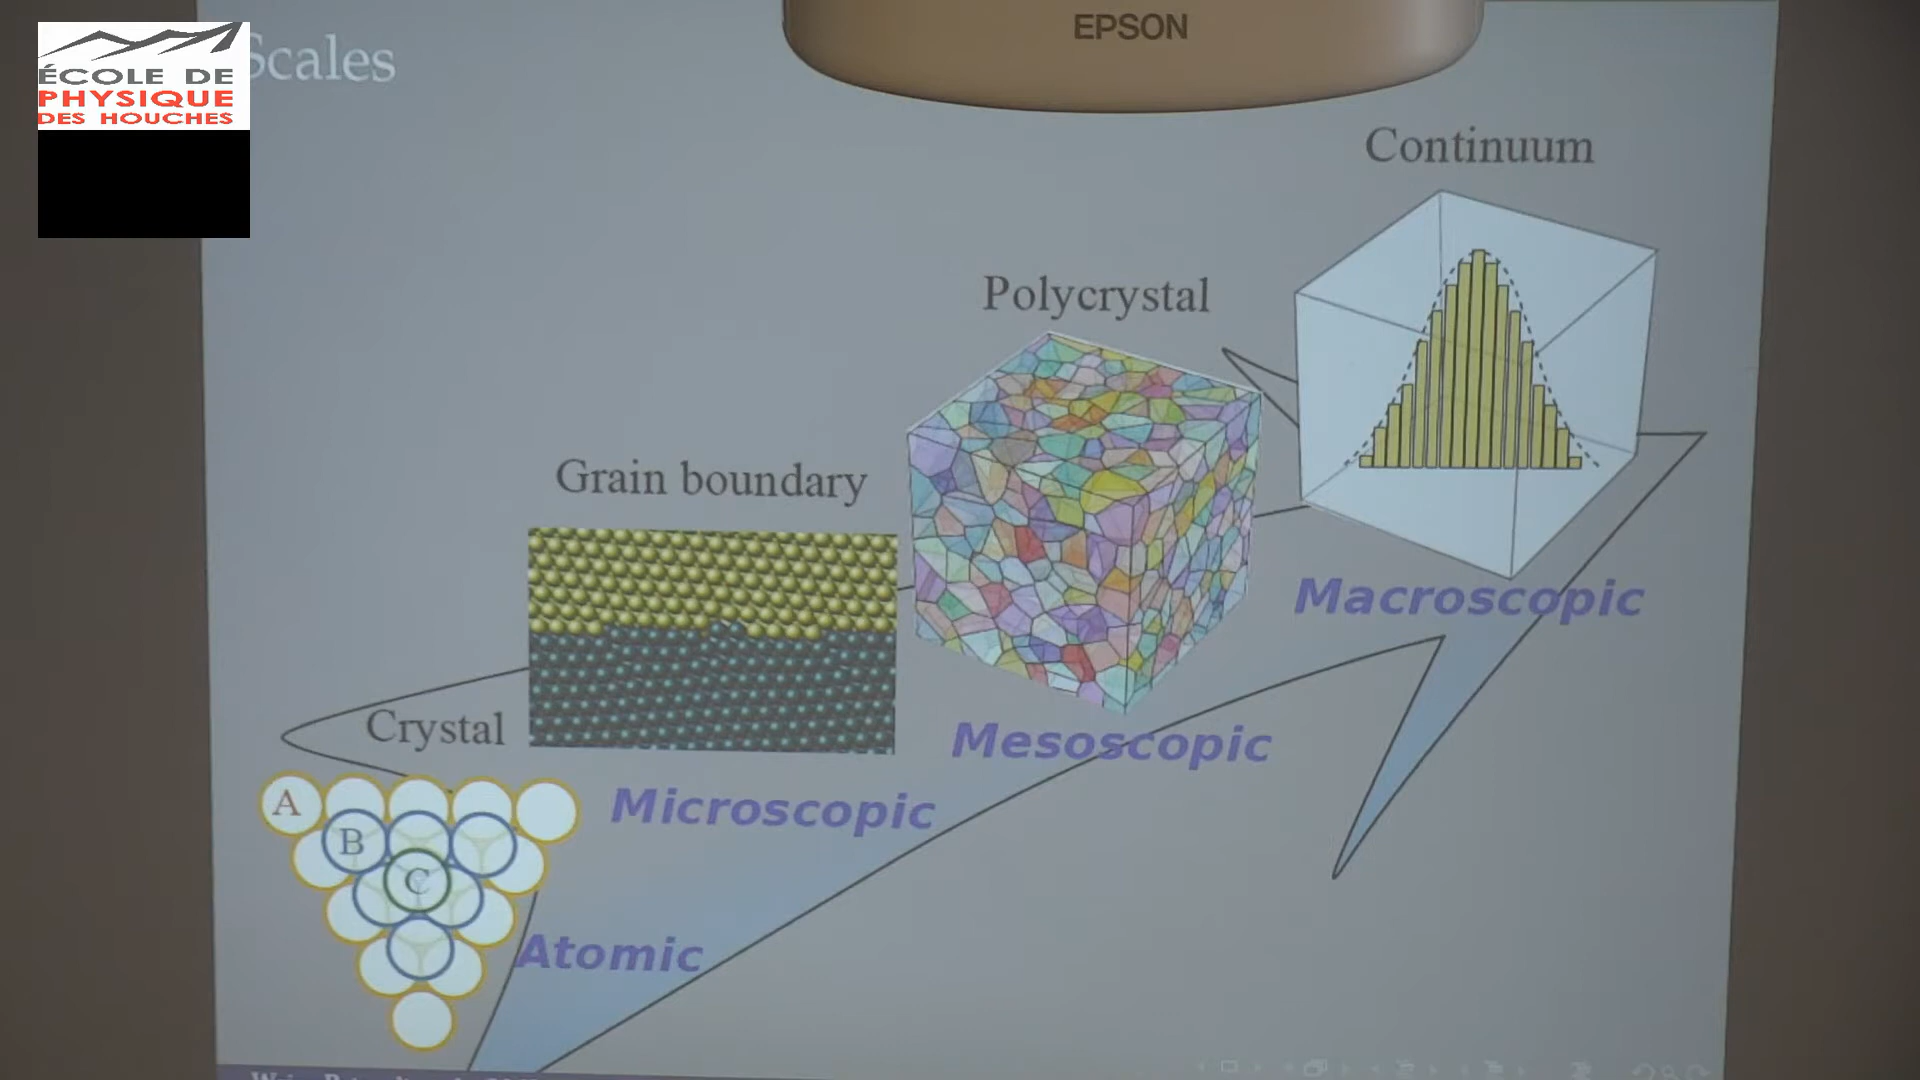 EPSON
Scales
ÉCOLE DE
PHYSIQUE
DES HOUCHES
Continuum
Polycrystal
Grain boundary
Macroscopic
Crystal
Mesoscopic
A
Microscopic
B
C
Atomic